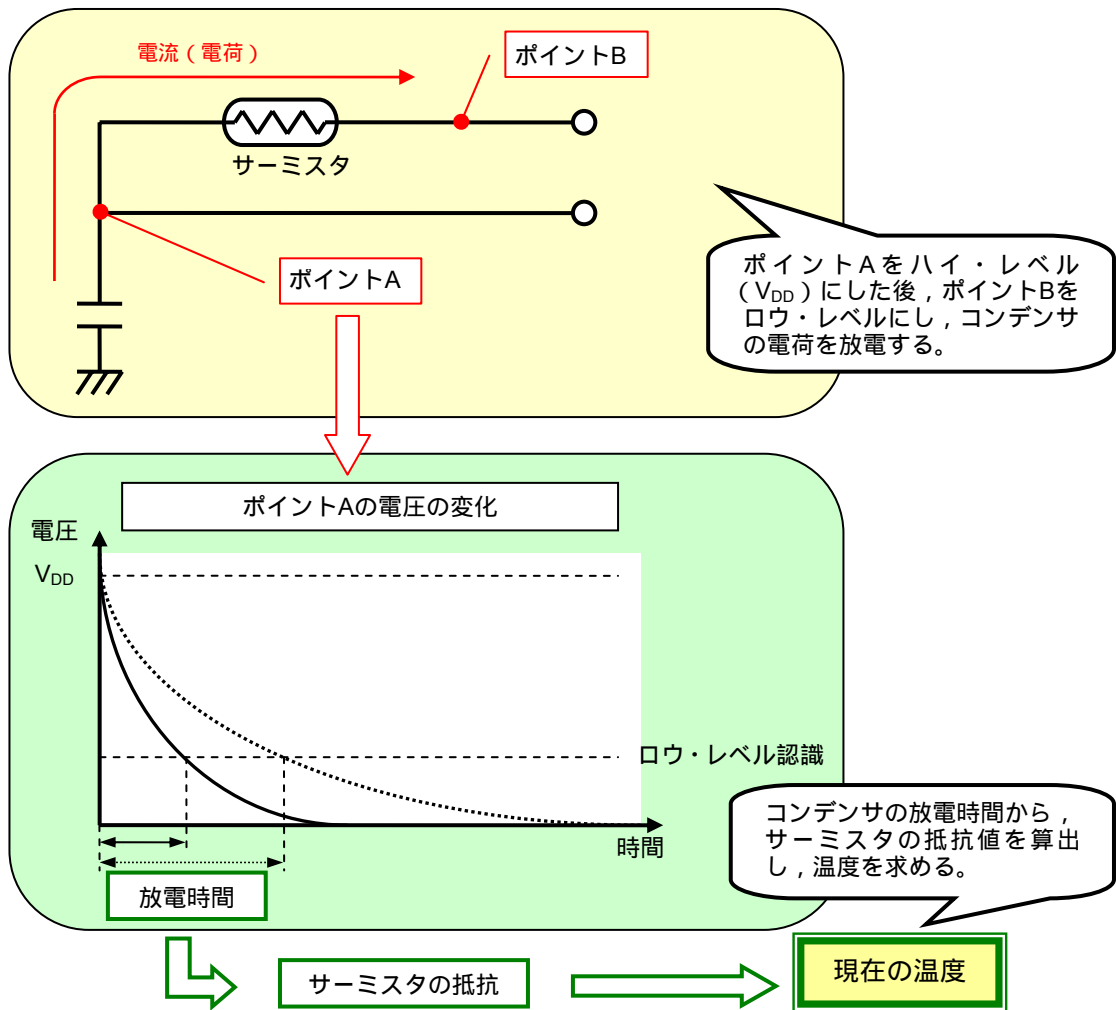 電流（電荷）
ポイントB
サーミスタ
ポイントA
ポイントAをハイ・レベル
（VDD）にした後，ポイントBを
ロウ・レベルにし，コンデンサ
の電荷を放電する。
ポイントAの電圧の変化
電圧
VDD
ロウ・レベル認識
時間
放電時間
コンデンサの放電時間から，
サーミスタの抵抗値を算出
し，温度を求める。
サーミスタの抵抗
現在の温度